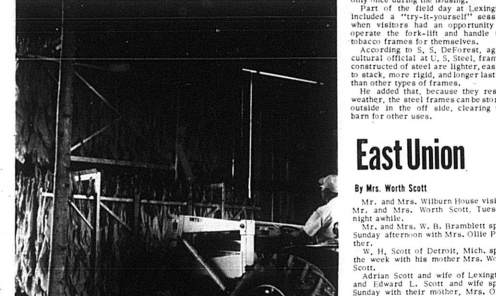 only once during the housing.
Part of the field day at Lexing
included a "try-it-yourself" sess
when visitors had an opportunity
operate the fork-lift and handle
tobacco frames for themselves.
According to S. S. DeForest, ag
cultural official at U. S. Steel, fram
constructed of steel are lighter, eas
to stack, more rigid, and longer last
than other types of frames.
He added that, because they res
weather, the steel frames can be stor
outside in the off side, clearing
barn for other uses.
East Union
By Mrs. Worth Scott
Mr. and Mrs. Wilburn House visi
Mr. and Mrs. Worth Scott, Tues
night awhile.
Mr. and Mrs. W. B. Bramblett sp
Sunday afternoon with Mrs. Ollie P
ther.
W. H. Scott of Detroit, Mich. sp
the week with his mother Mrs. Wo
Scott.
Adrian Scott and wife of Lexingt
and Edward L. Scott and wife sp
Sunday with their mother, Mrs. O